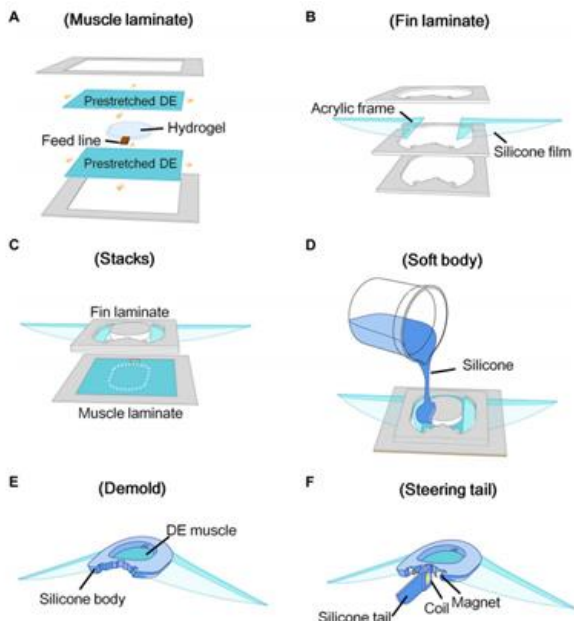 A
(Muscle laminate)
Prestretched DE
Hydrogel
Feed line
Prestretched DE
B
(Fin laminate)
Acrylic frame
Silicone film
C
(Stacks)
Fin laminate
Muscle laminate
D
(Soft body)
Silicone
E
(Demold)
DE muscle
Silicone body
F
(Steering tail)
Magnet
Coil
Silicone tail